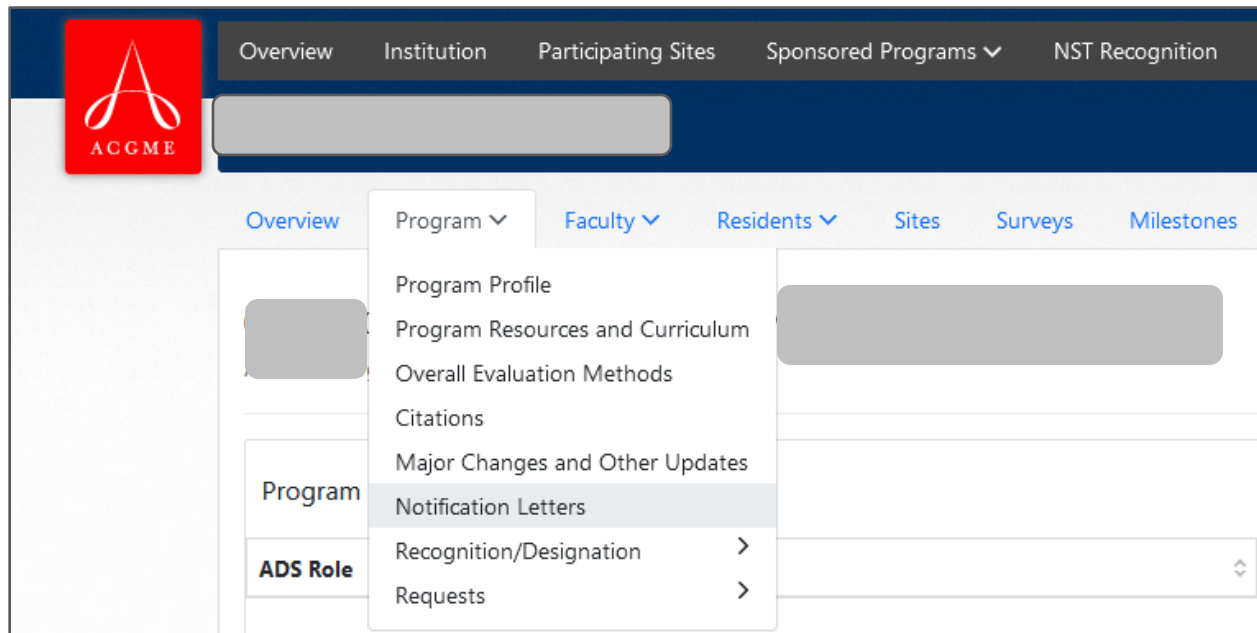 Overview Institution Participating Sites Sponsored Programs NST Recognition
ACGME
Overview Program Faculty Residents Sites Surveys Milestones
Program Profile
Program Resources and Curriculum
Overall Evaluation Methods
Citations
Major Changes and Other Updates
Program
Notification Letters
Recognition/Designation
ADS Role
Requests